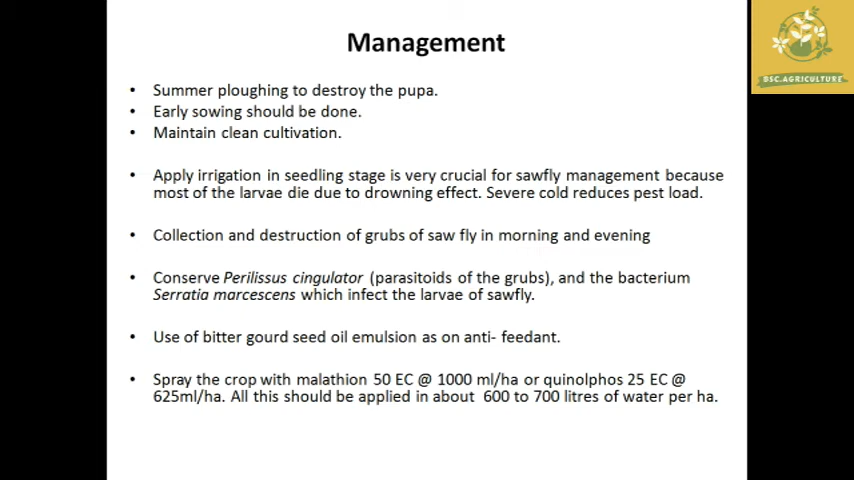 Management
BSC.AGRICULTURE
• Summer ploughing to destroy the pupa.
• Early sowing should be done.
• Maintain clean cultivation.
• Apply irrigation in seedling stage is very crucial for sawfly management because
most of the larvae die due to drowning effect. Severe cold reduces pest load.
• Collection and destruction of grubs of saw fly in morning and evening
• Conserve Perilissus cingulator (parasitoids of the grubs), and the bacterium
Serratia marcescens which infect the larvae of sawfly.
• Use of bitter gourd seed oil emulsion as on anti- feedant.
• Spray the crop with malathion 50 EC @ 1000 ml/ha or quinolphos 25 EC @
625ml/ha. All this should be applied in about 600 to 700 litres of water per ha.